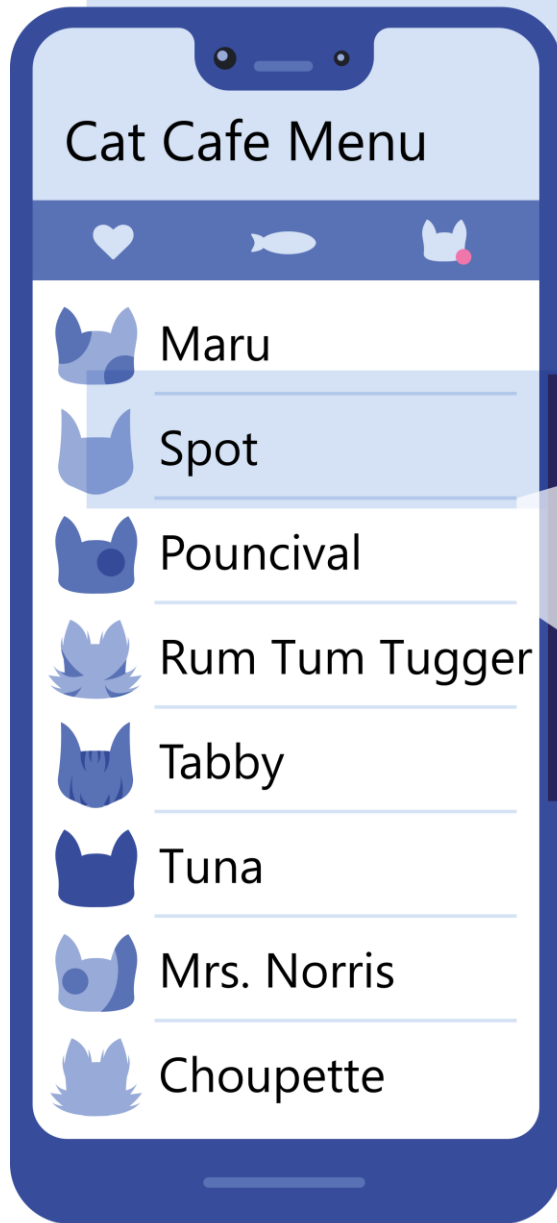 Cat Cafe Menu
Maru
Spot
Pouncival
Rum Tum Tugger
Tabby
Tuna
Mrs. Norris
Choupette